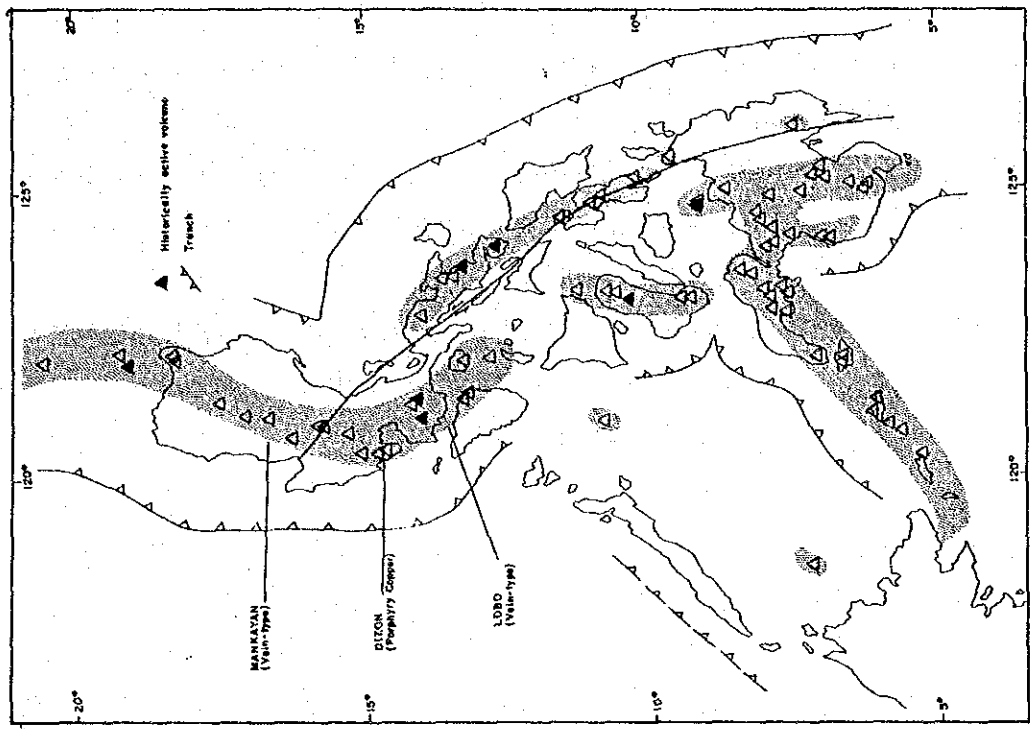 20°
15°
10°
5°
125°
120°
Historically active volcano
Trench
125°
120°
MANKAYAN
(Vein-type)
DIZON
(Porphyry Copper)
LOBO
(Vein-type)
20°
15°
10°
5°